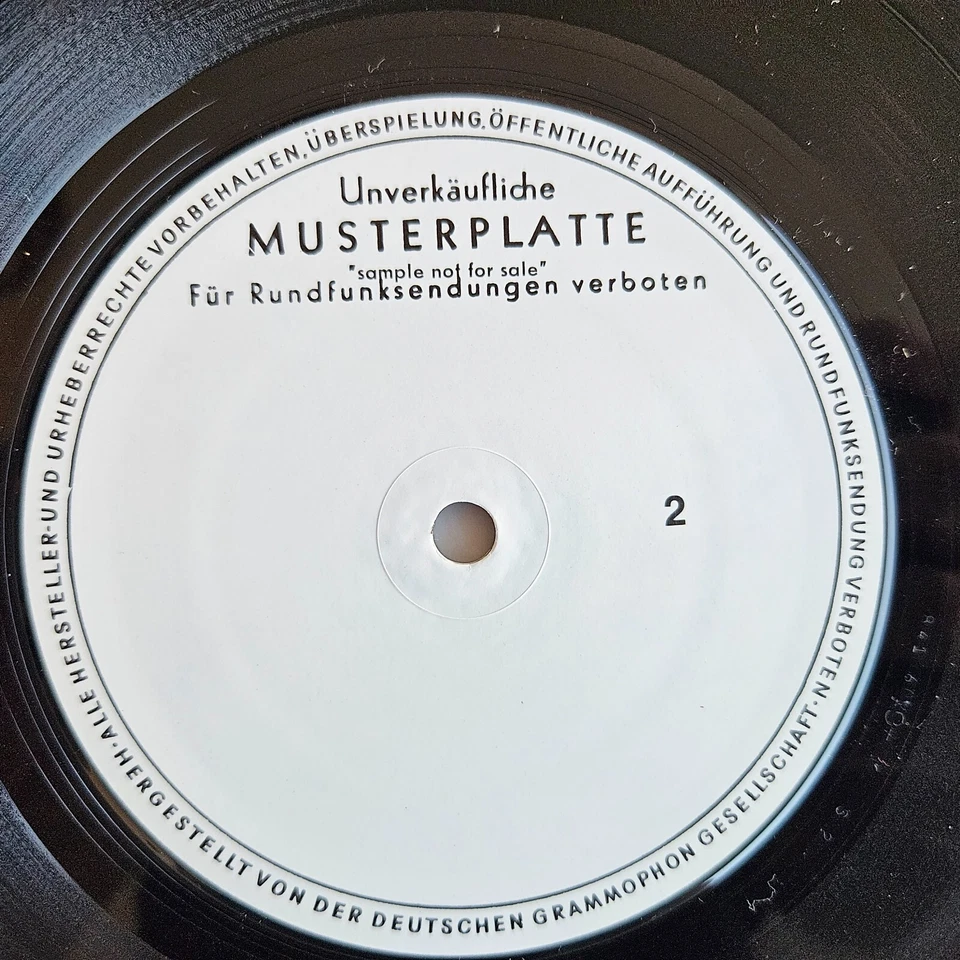 Unverkäufliche
MUSTERPLATTE
"sample not for sale"
Für Rundfunksendungen verboten
2
ALLE HERSTELLER-UND URHEBERRECHTE VORBEHALTEN,ÜBERSPIELUNG,ÖFFENTLICHE AUFFÜHRUNG UND RUNDFUNKSENDUNG VERBOTEN·
HERGESTELLT VON DER DEUTSCHEN GRAMMOPHON GESELLSCHAFT·